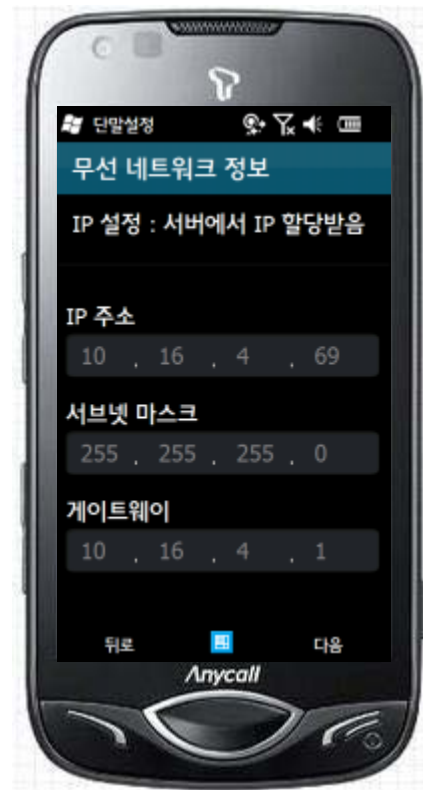 단말설정
무선 네트워크 정보
IP 설정 : 서버에서 IP 할당받음
IP 주소
10 . 16 . 4 . 69
서브넷 마스크
255 . 255 . 255 . 0
게이트웨이
10 . 16 . 4 . 1
뒤로 다음
Anycall